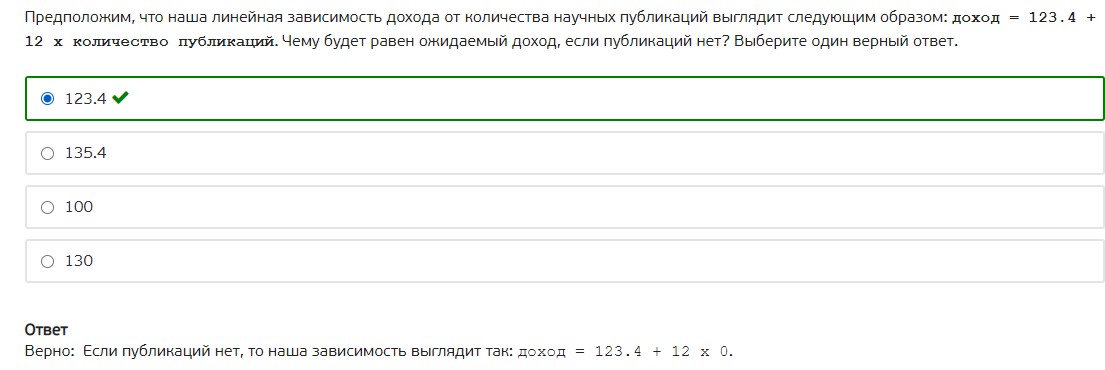 Предположим, что наша линейная зависимость дохода от количества научных публикаций выглядит следующим образом: доход = 123.4 +
12 x количество публикаций. Чему будет равен ожидаемый доход, если публикаций нет? Выберите один верный ответ.
123.4
135.4
100
130
Ответ
Верно: Если публикаций нет, то наша зависимость выглядит так: доход = 123.4 + 12 x 0.